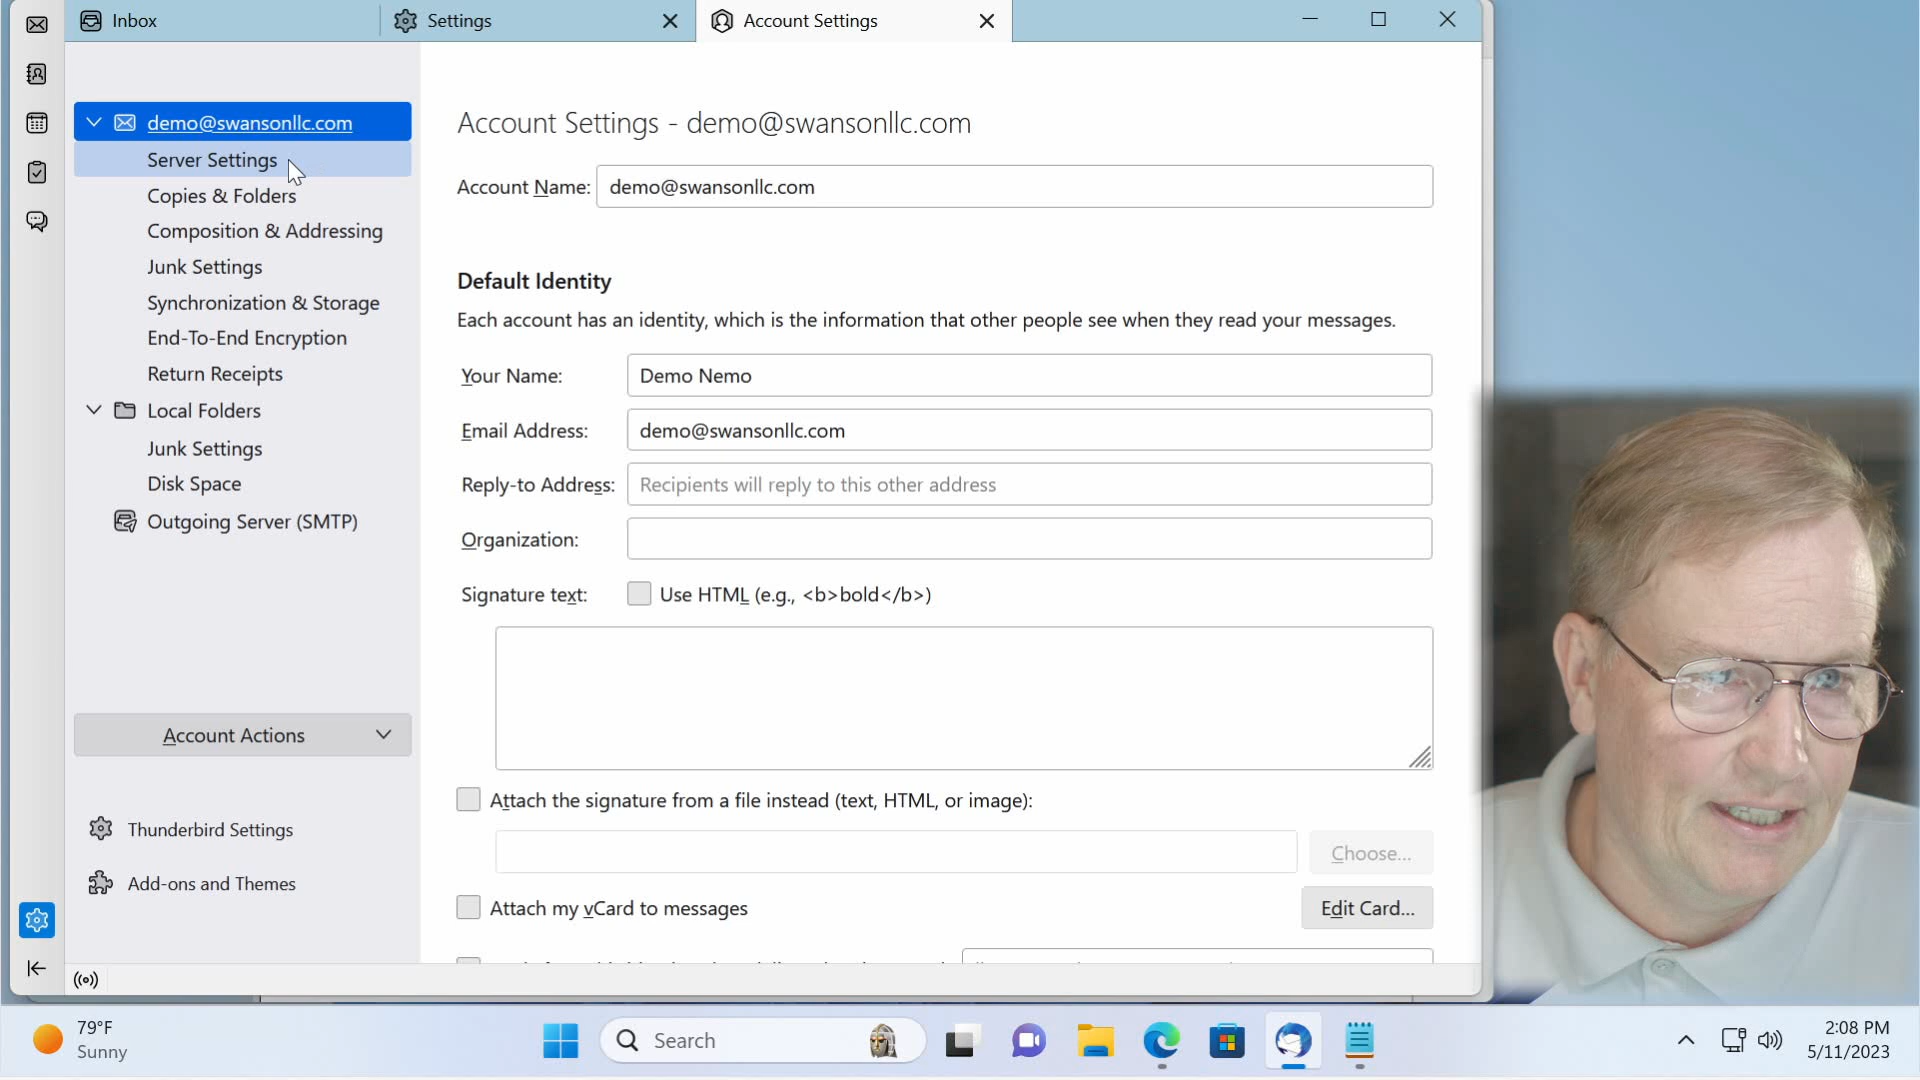 Inbox
Settings
Account Settings
demo@swansonllc.com
Server Settings
Copies & Folders
Composition & Addressing
Junk Settings
Synchronization & Storage
End-To-End Encryption
Return Receipts
Local Folders
Junk Settings
Disk Space
Outgoing Server (SMTP)
Account Actions
Thunderbird Settings
Add-ons and Themes
Account Settings - demo@swansonllc.com
Account Name: demo@swansonllc.com
Default Identity
Each account has an identity, which is the information that other people see when they read your messages.
Your Name: Demo Nemo
Email Address: demo@swansonllc.com
Reply-to Address: Recipients will reply to this other address
Organization:
Signature text: Use HTML (e.g., <b>bold</b>)
Attach the signature from a file instead (text, HTML, or image):
Choose...
Attach my vCard to messages
Edit Card...
79°F
Sunny
Search
2:08 PM
5/11/2023